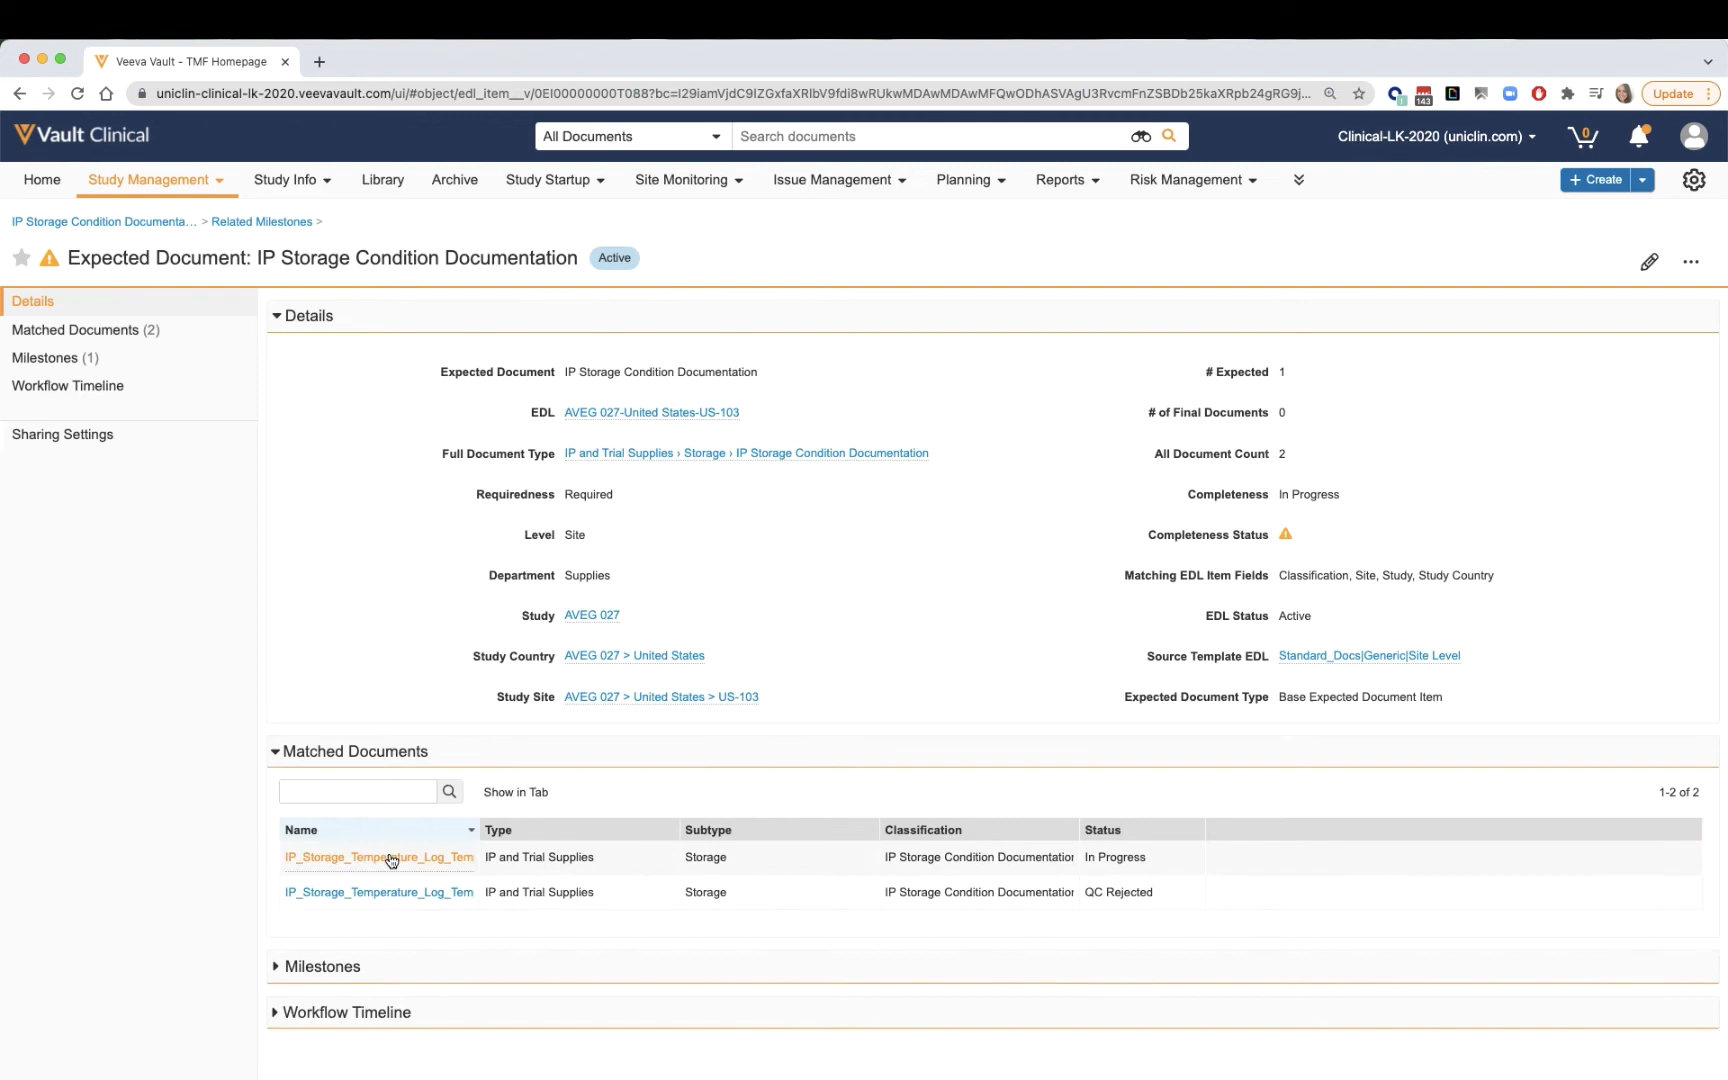 Veeva Vault - TMF Homepage
uniclin-clinical-lk-2020.veevavault.com/ui/#object/edl_item__v/0EI00000000T088?bc=I29iamVjdC9IZGxfaXRlbV9fdi8wRUkwMDAwMDAwMFQwODhASVAgU3RvcmFnZSBDb25kaXRpb24gRG9j...
143
Update
Vault Clinical
All Documents
Search documents
Clinical-LK-2020 (uniclin.com)
0
Home
Study Management
Study Info
Library
Archive
Study Startup
Site Monitoring
Issue Management
Planning
Reports
Risk Management
+ Create
IP Storage Condition Documenta... > Related Milestones >
Expected Document: IP Storage Condition Documentation
Active
Details
Matched Documents (2)
Milestones (1)
Workflow Timeline
Sharing Settings
Details
Expected Document IP Storage Condition Documentation
EDL AVEG 027-United States-US-103
Full Document Type IP and Trial Supplies › Storage › IP Storage Condition Documentation
Requiredness Required
Level Site
Department Supplies
Study AVEG 027
Study Country AVEG 027 > United States
Study Site AVEG 027 > United States > US-103
# Expected 1
# of Final Documents 0
All Document Count 2
Completeness In Progress
Completeness Status
Matching EDL Item Fields Classification, Site, Study, Study Country
EDL Status Active
Source Template EDL Standard_Docs|Generic|Site Level
Expected Document Type Base Expected Document Item
Matched Documents
Show in Tab
1-2 of 2
Name Type Subtype Classification Status
IP_Storage_Temperature_Log_Tem IP and Trial Supplies Storage IP Storage Condition Documentation In Progress
IP_Storage_Temperature_Log_Tem IP and Trial Supplies Storage IP Storage Condition Documentation QC Rejected
Milestones
Workflow Timeline